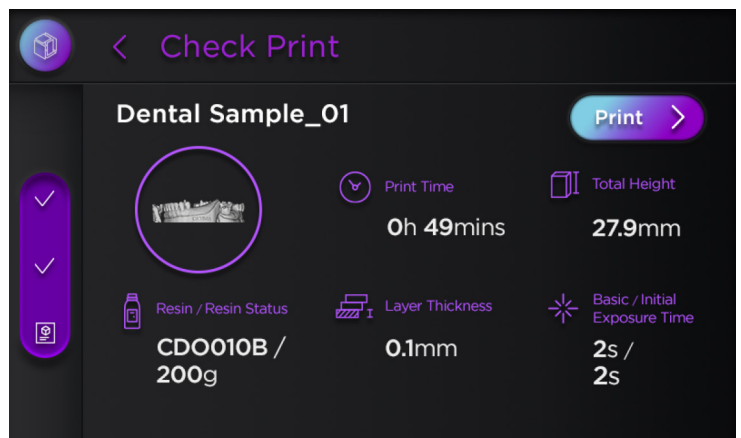 Check Print
Dental Sample_01
Print
Print Time
0h 49mins
Total Height
27.9mm
Resin / Resin Status
CDO010B /
200g
Layer Thickness
0.1mm
Basic / Initial
Exposure Time
2s /
2s